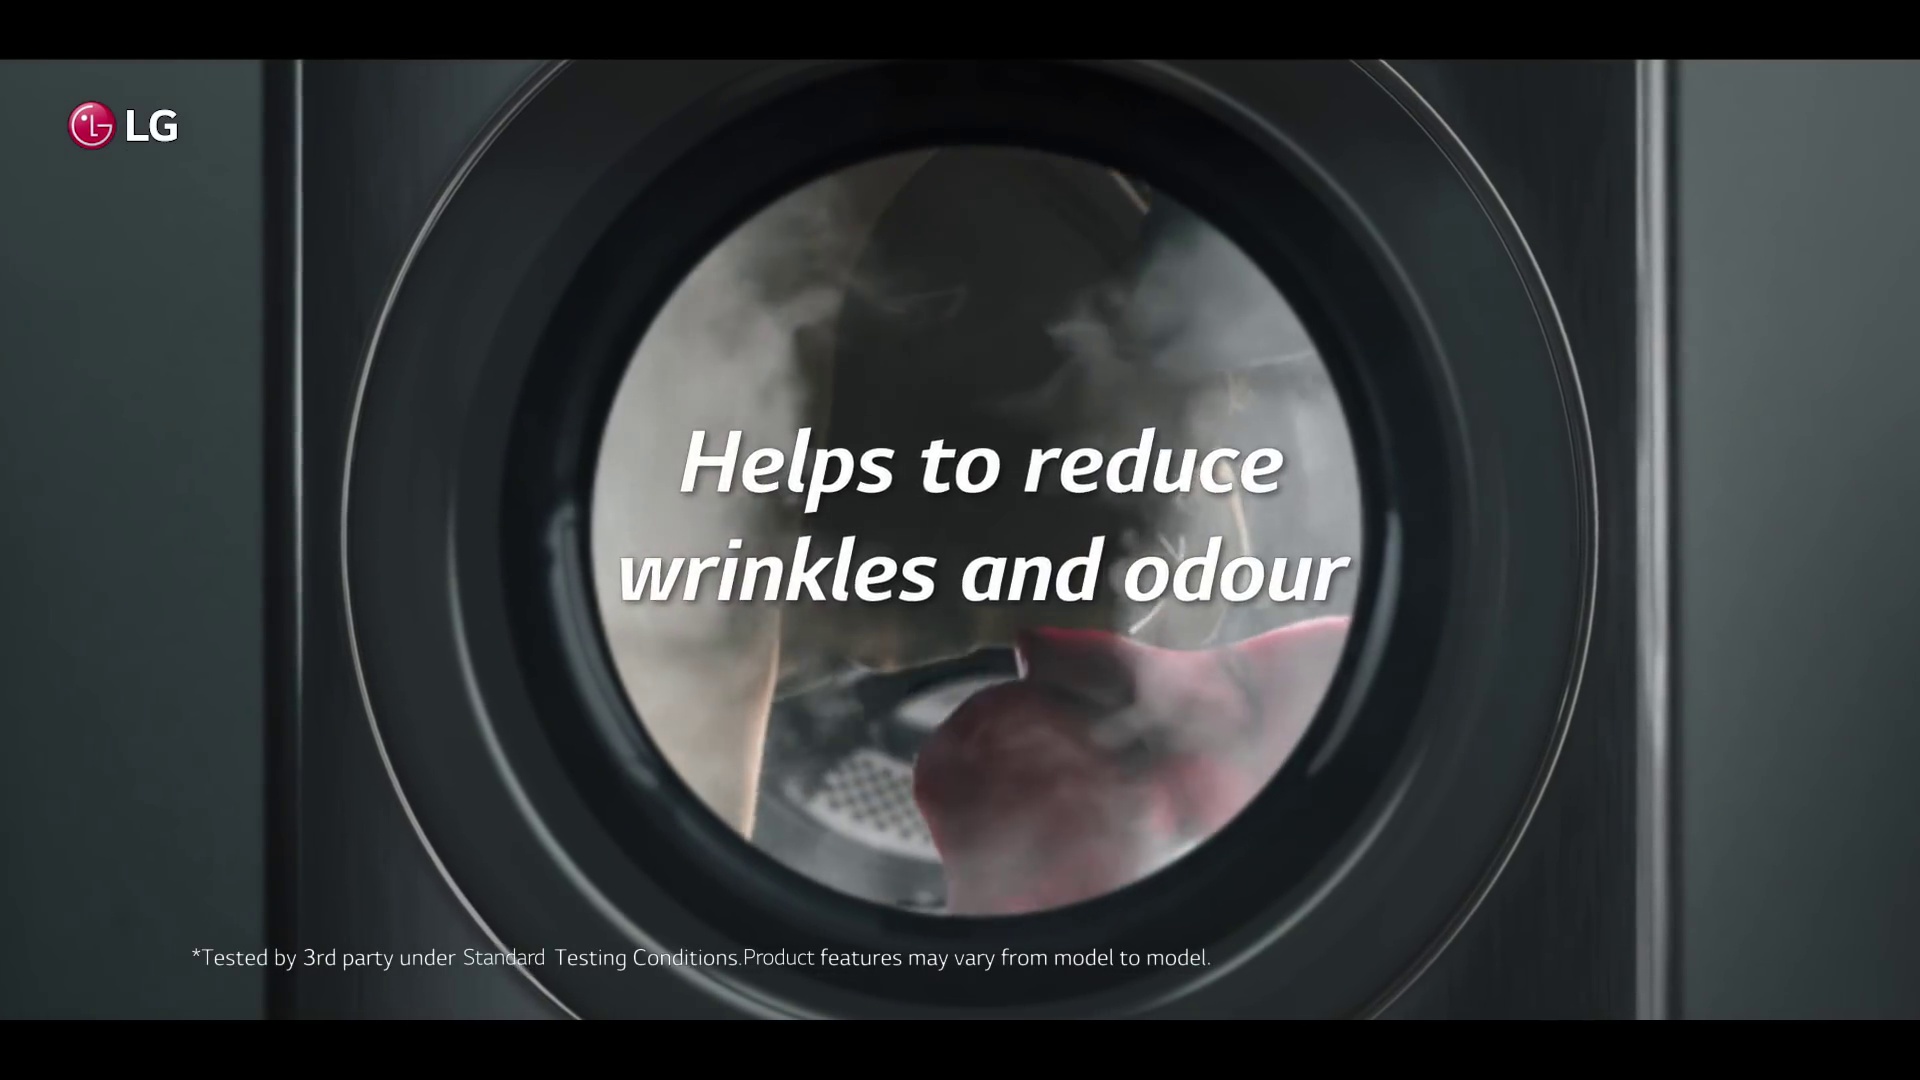 LG
Helps to reduce
wrinkles and odour
*Tested by 3rd party under Standard Testing Conditions.Product features may vary from model to model.